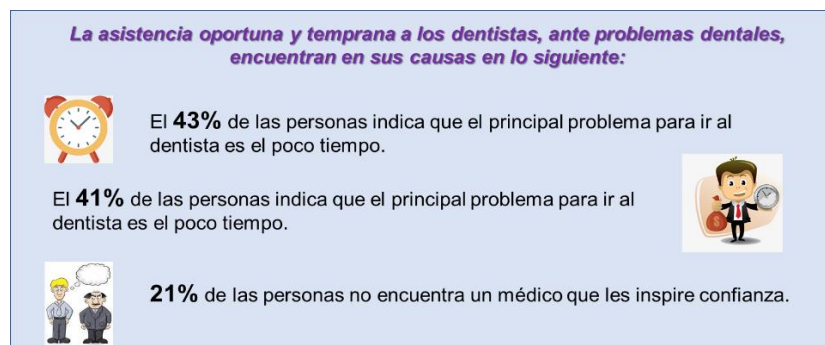 La asistencia oportuna y temprana a los dentistas, ante problemas dentales,
encuentran en sus causas en lo siguiente:
El 43% de las personas indica que el principal problema para ir al
dentista es el poco tiempo.
El 41% de las personas indica que el principal problema para ir al
dentista es el poco tiempo.
21% de las personas no encuentra un médico que les inspire confianza.